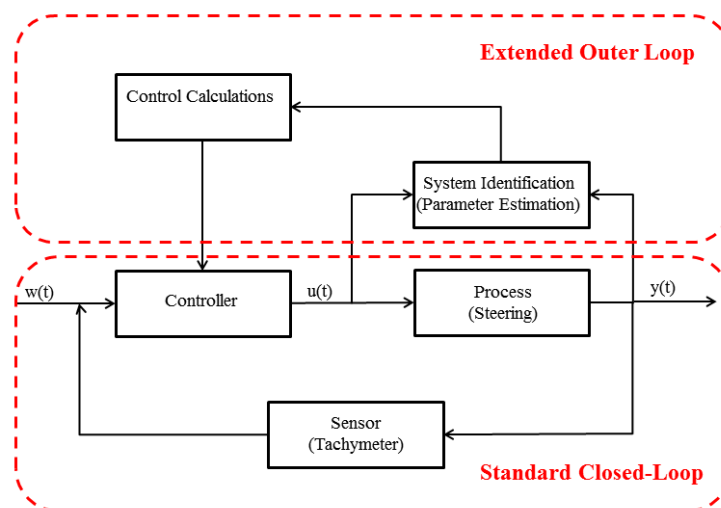 Extended Outer Loop
Control Calculations
System Identification
(Parameter Estimation)
w(t)
Controller
u(t)
Process
(Steering)
y(t)
Sensor
(Tachymeter)
Standard Closed-Loop